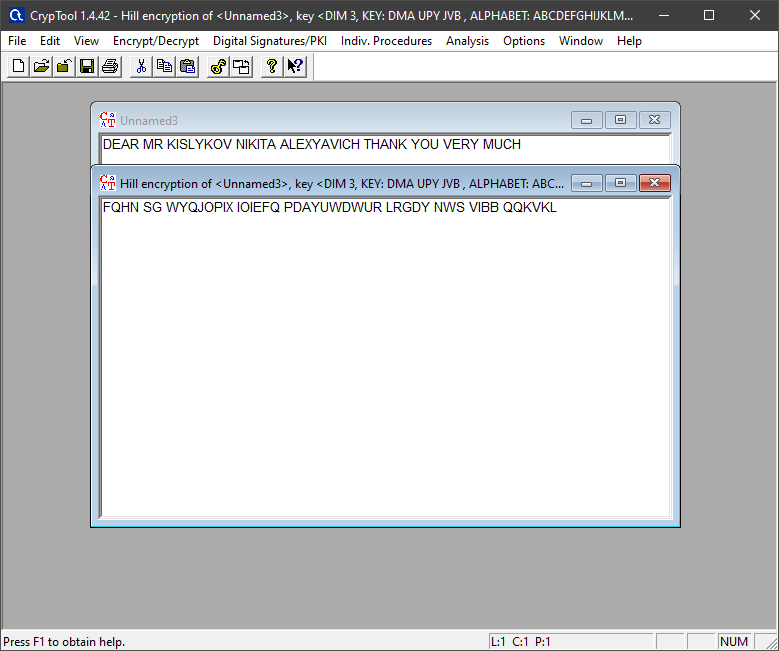 CrypTool 1.4.42 - Hill encryption of <Unnamed3>, key <DIM 3, KEY: DMA UPY JVB , ALPHABET: ABCDEFGHIJKLM...
File Edit View Encrypt/Decrypt Digital Signatures/PKI Indiv. Procedures Analysis Options Window Help
Unnamed3
DEAR MR KISLYKOV NIKITA ALEXYAVICH THANK YOU VERY MUCH
Hill encryption of <Unnamed3>, key <DIM 3, KEY: DMA UPY JVB , ALPHABET: ABC...
FQHN SG WYQJOPIX IOIEFQ PDAYUWDWUR LRGDY NWS VIBB QQKVKL
Press F1 to obtain help. L:1 C:1 P:1 NUM